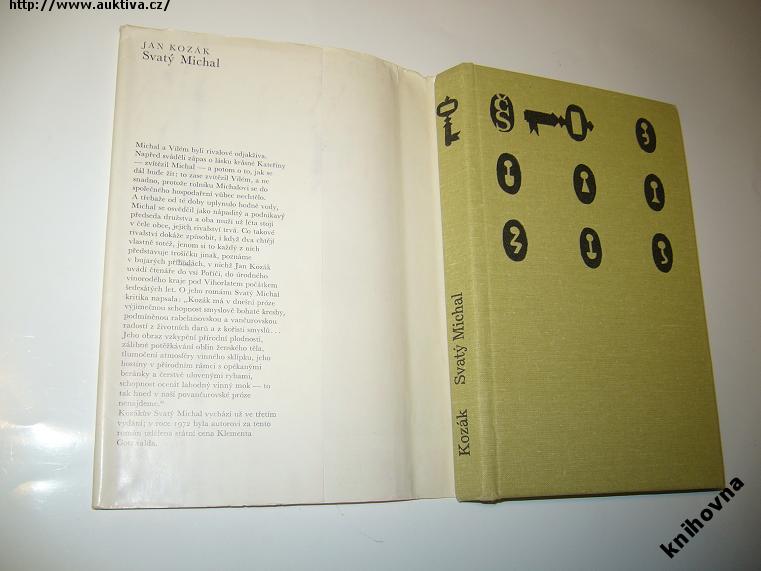 http://www.auktiva.cz/
JAN KOZÁK
Svatý Michal
Michal a Vilém byli rivalové odjakživa.
Napřed sváděli zápas o lásku krásné Kateřiny
— zvítězil Michal — a potom o to, jak se
dál bude žít; to zase zvítězil Vilém, a ne
snadno, protože rolníku Michalovi se do
společného hospodaření vůbec nechtělo.
A třebaže od té doby uplynulo hodně vody,
Michal se osvědčil jako nápaditý a podnikavý
předseda družstva a oba muži už léta stojí
v čele obce, jejich rivalství trvá. Co takové
rivalství dokáže způsobit, i když dva chtějí
vlastně totéž, jenom si to každý z nich
představuje trošičku jinak, poznáme
v bujarých příhodách, v nichž Jan Kozák
uvádí čtenáře do vsi Poříčí, do úrodného
vinorodého kraje pod Vihorlatem počátkem
šedesátých let. O jeho románu Svatý Michal
kritika napsala: „Kozák má v dnešní próze
výjimečnou schopnost smyslově bohaté kresby,
podmíněnou rabelaisovskou a vančurovskou
radostí z životních darů a z kořisti smyslů...
Jeho obraz vzkypění přírodní plodnosti,
zálibné potěžkávání oblin ženského těla,
tlumočení atmosféry vinného sklípku, jeho
hostiny v přírodním rámci s opékanými
beránky a čerstvě ulovenými rybami,
schopnost ocenit lahodný vinný mok — to
tak hned v naší povančurovské próze
nenajdeme."
Kozákův Svatý Michal vychází už ve třetím
vydání; v roce 1972 byla autorovi za tento
román udělena státní cena Klementa
Gottwalda.
Kozák Svatý Michal
ČS
knihovna